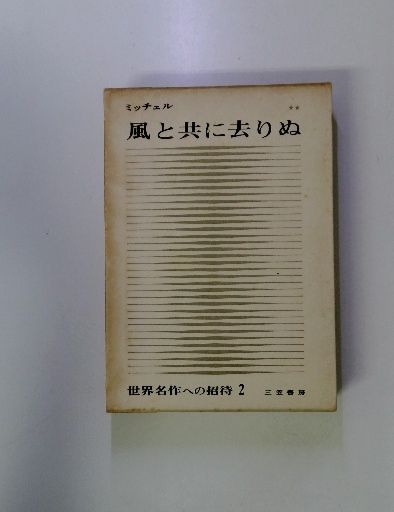 ミッチェル ★★
風と共に去りぬ
世界名作への招待 2 三笠書房